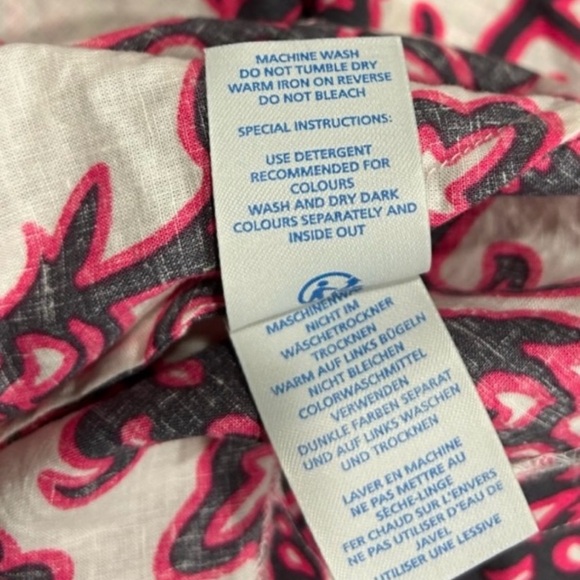 MACHINE WASH
DO NOT TUMBLE DRY
WARM IRON ON REVERSE
DO NOT BLEACH
SPECIAL INSTRUCTIONS:
USE DETERGENT
RECOMMENDED FOR
COLOURS
WASH AND DRY DARK
COLOURS SEPARATELY AND
INSIDE OUT
NICHT IM
WÄSCHETROCKNER
TROCKNEN
WARM AUF LINKS BÜGELN
NICHT BLEICHEN
COLORWASCHMITTEL
VERWENDEN
DUNKLE FARBEN SEPARAT
UND AUF LINKS WASCHEN
UND TROCKNEN
LAVER EN MACHINE
NE PAS METTRE AU
SÈCHE-LINGE
FER CHAUD SUR L'ENVERS
NE PAS UTILISER D'EAU DE
JAVEL
UTILISER UNE LESSIVE